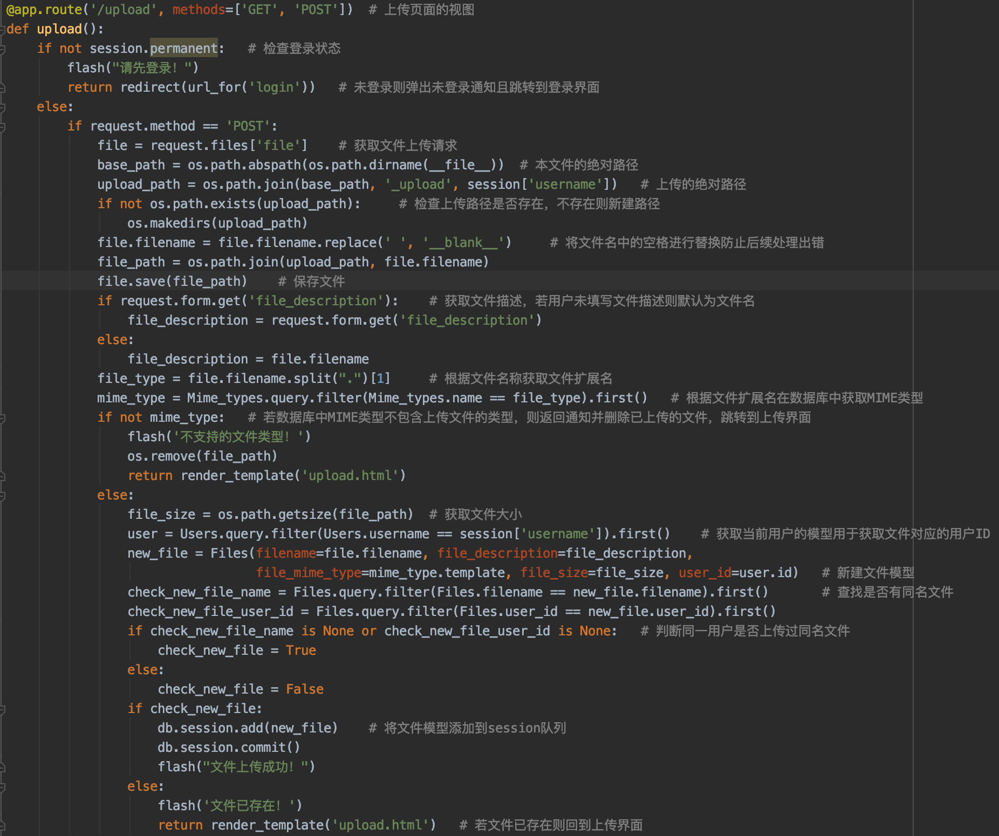 @app.route('/upload', methods=['GET', 'POST'])  # 上传页面的视图
def upload():
    if not session.permanent:   # 检查登录状态
        flash("请先登录！")
        return redirect(url_for('login'))   # 未登录则弹出未登录通知且跳转到登录界面
    else:
        if request.method == 'POST':
            file = request.files['file']    # 获取文件上传请求
            base_path = os.path.abspath(os.path.dirname(__file__))  # 本文件的绝对路径
            upload_path = os.path.join(base_path, '_upload', session['username'])   # 上传的绝对路径
            if not os.path.exists(upload_path):     # 检查上传路径是否存在，不存在则新建路径
                os.makedirs(upload_path)
            file.filename = file.filename.replace(' ', '__blank__')     # 将文件名中的空格进行替换防止后续处理出错
            file_path = os.path.join(upload_path, file.filename)
            file.save(file_path)    # 保存文件
            if request.form.get('file_description'):    # 获取文件描述，若用户未填写文件描述则默认为文件名
                file_description = request.form.get('file_description')
            else:
                file_description = file.filename
            file_type = file.filename.split(".")[1]     # 根据文件名称获取文件扩展名
            mime_type = Mime_types.query.filter(Mime_types.name == file_type).first()   # 根据文件扩展名在数据库中获取MIME类型
            if not mime_type:   # 若数据库中MIME类型不包含上传文件的类型，则返回通知并删除已上传的文件，跳转到上传界面
                flash('不支持的文件类型！')
                os.remove(file_path)
                return render_template('upload.html')
            else:
                file_size = os.path.getsize(file_path)  # 获取文件大小
                user = Users.query.filter(Users.username == session['username']).first()    # 获取当前用户的模型用于获取文件对应的用户ID
                new_file = Files(filename=file.filename, file_description=file_description,
                                 file_mime_type=mime_type.template, file_size=file_size, user_id=user.id)   # 新建文件模型
                check_new_file_name = Files.query.filter(Files.filename == new_file.filename).first()       # 查找是否有同名文件
                check_new_file_user_id = Files.query.filter(Files.user_id == new_file.user_id).first()
                if check_new_file_name is None or check_new_file_user_id is None:   # 判断同一用户是否上传过同名文件
                    check_new_file = True
                else:
                    check_new_file = False
                if check_new_file:
                    db.session.add(new_file)    # 将文件模型添加到session队列
                    db.session.commit()
                    flash("文件上传成功！")
                else:
                    flash('文件已存在！')
                    return render_template('upload.html')   # 若文件已存在则回到上传界面